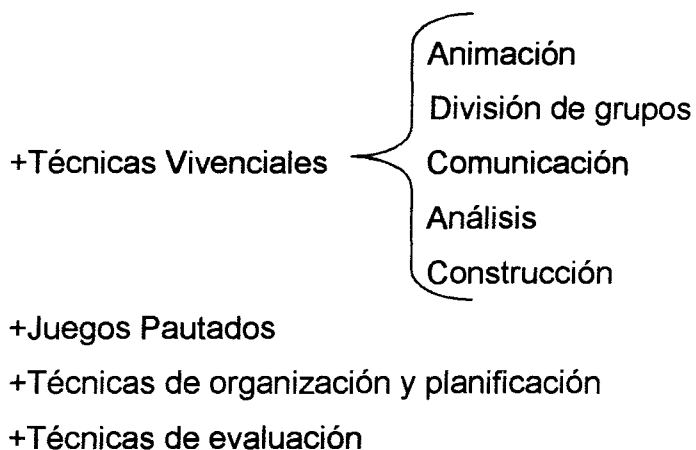 Animación
División de grupos
+Técnicas Vivenciales
Comunicación
Análisis
Construcción
+Juegos Pautados
+Técnicas de organización y planificación
+Técnicas de evaluación